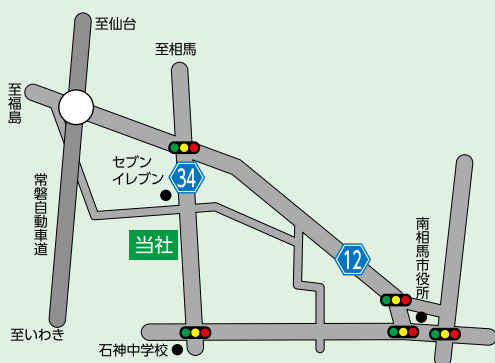 至仙台
至相馬
至福島
セブン
イレブン
34
常磐自動車道
当社
南相馬市役所
12
至いわき
石神中学校